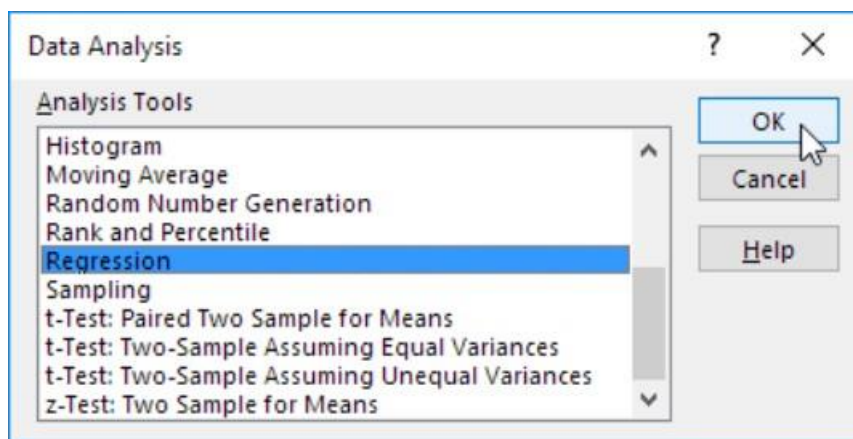 Data Analysis
?
Analysis Tools
Histogram
Moving Average
Random Number Generation
Rank and Percentile
Regression
Sampling
t-Test: Paired Two Sample for Means
t-Test: Two-Sample Assuming Equal Variances
t-Test: Two-Sample Assuming Unequal Variances
z-Test: Two Sample for Means
OK
Cancel
Help